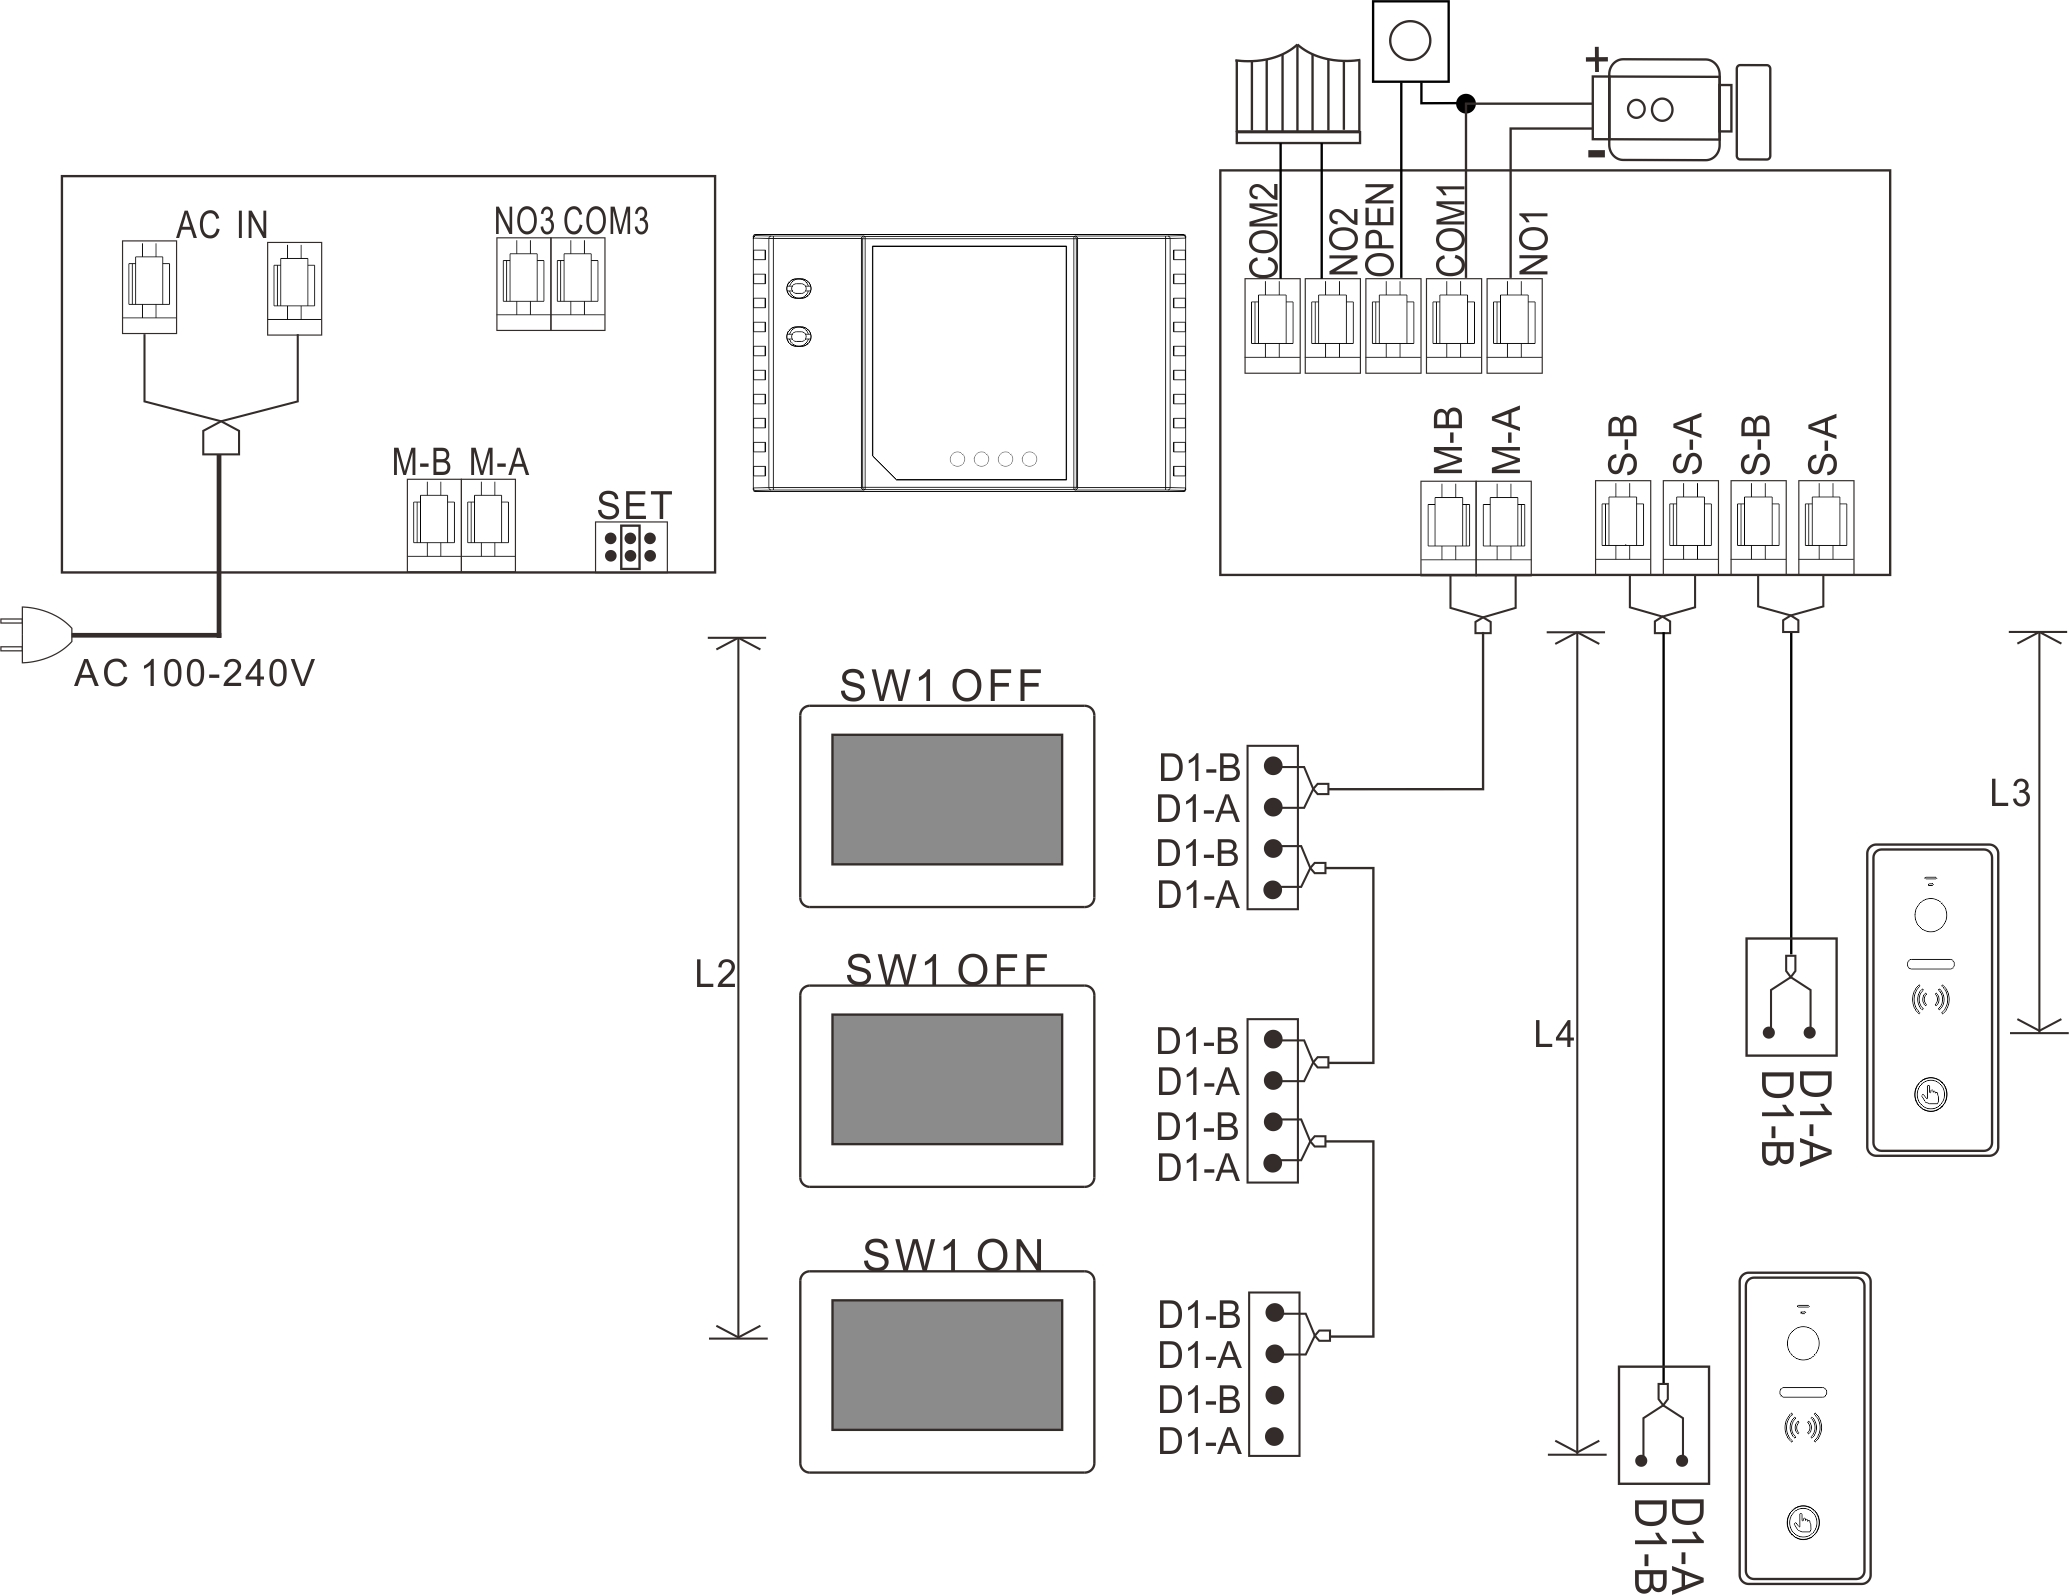 AC IN
NO3 COM3
M-B M-A
SET
AC 100-240V
+
-
COM2
NO2
OPEN
COM1
NO1
M-B
M-A
S-B
S-A
S-B
S-A
L2
SW1 OFF
D1-B
D1-A
D1-B
D1-A
SW1 OFF
D1-B
D1-A
D1-B
D1-A
SW1 ON
D1-B
D1-A
D1-B
D1-A
L4
L3
D1-A
D1-B
D1-A
D1-B